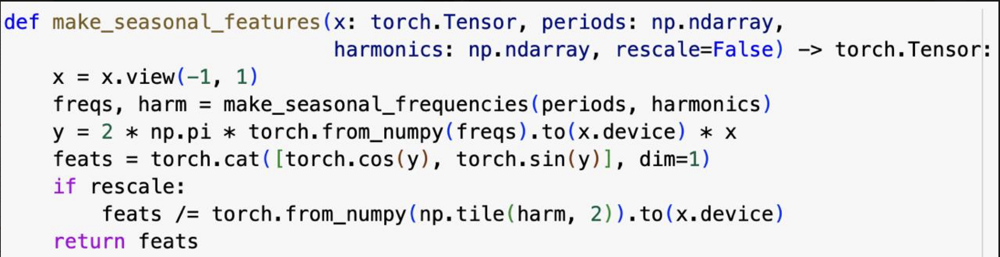 def make_seasonal_features(x: torch.Tensor, periods: np.ndarray,
                           harmonics: np.ndarray, rescale=False) -> torch.Tensor:
    x = x.view(-1, 1)
    freqs, harm = make_seasonal_frequencies(periods, harmonics)
    y = 2 * np.pi * torch.from_numpy(freqs).to(x.device) * x
    feats = torch.cat([torch.cos(y), torch.sin(y)], dim=1)
    if rescale:
        feats /= torch.from_numpy(np.tile(harm, 2)).to(x.device)
    return feats